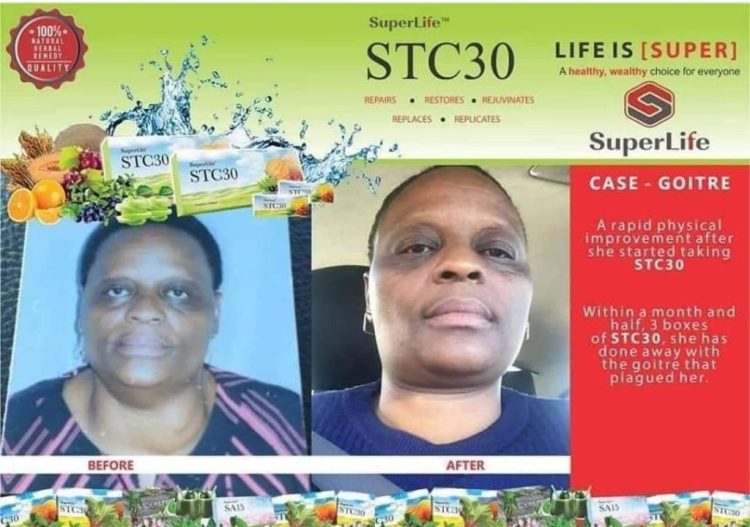 100%
NATURAL
HERBAL
REMEDY
QUALITY
SuperLife™
STC30
REPAIRS • RESTORES • REJUVINATES
REPLACES • REPLICATES
LIFE IS [SUPER]
A healthy, wealthy choice for everyone
SuperLife
STC30
STC30
STC30
STC30
CASE - GOITRE
A rapid physical
improvement after
she started taking
STC30
Within a month and
half, 3 boxes
of STC30, she has
done away with
the goitre that
plagued her.
BEFORE
AFTER
STC30
SA15
STC30
SA15
STC30